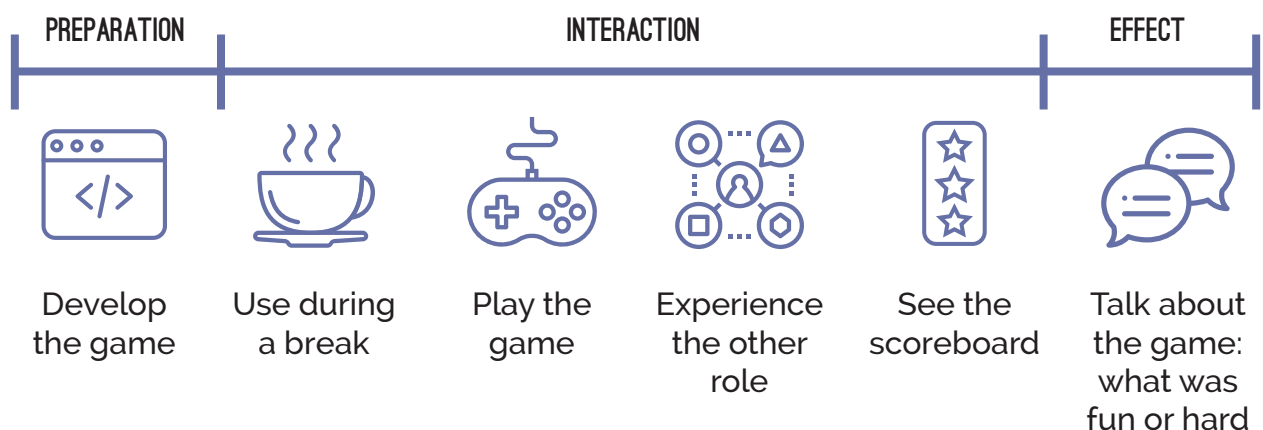 PREPARATION
INTERACTION
EFFECT
Develop
the game
Use during
a break
Play the
game
Experience
the other
role
See the
scoreboard
Talk about
the game:
what was
fun or hard